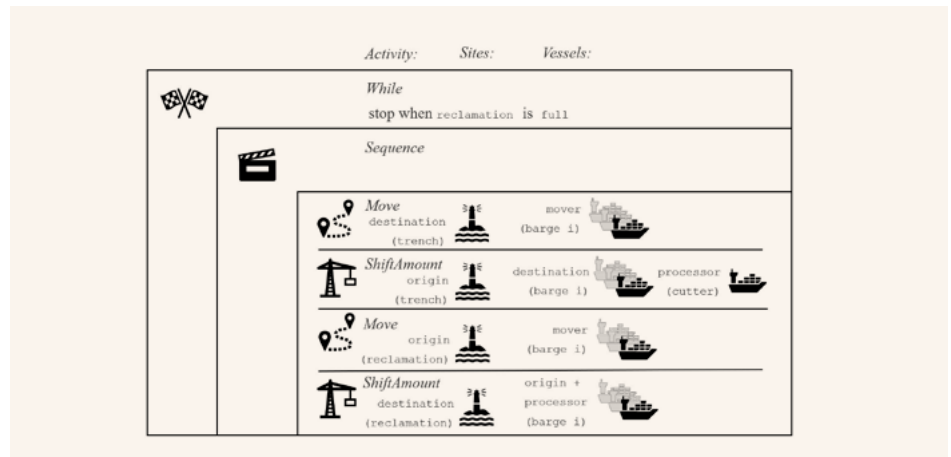 Activity: Sites: Vessels:
While
stop when reclamation is full
Sequence
Move
destination mover
(trench) (barge i)
ShiftAmount
origin destination processor
(trench) (barge i) (cutter)
Move
origin mover
(reclamation) (barge i)
ShiftAmount origin +
destination processor
(reclamation) (barge i)